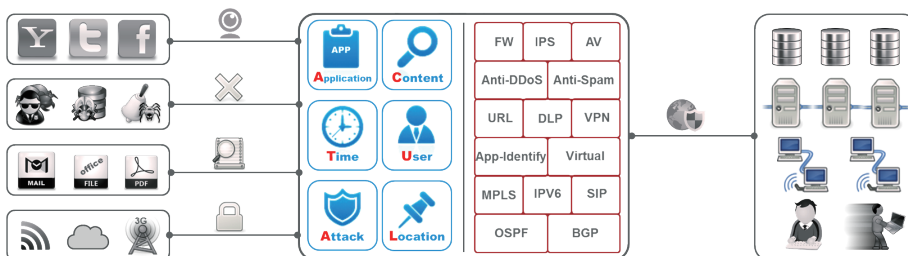 Y t f
MAIL office FILE PDF
3G
APP
Application Content
Time User
Attack Location
FW IPS AV
Anti-DDoS Anti-Spam
URL DLP VPN
App-Identify Virtual
MPLS IPV6 SIP
OSPF BGP